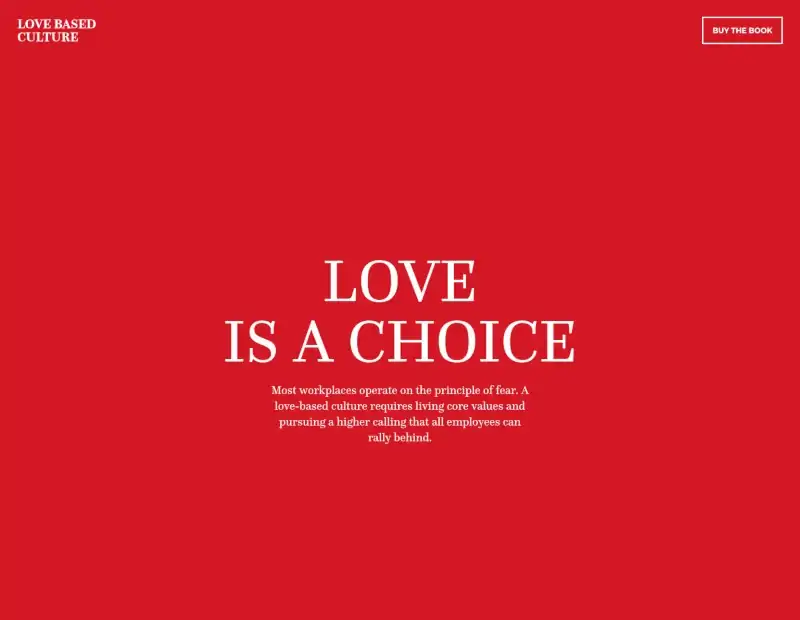 LOVE BASED
CULTURE
BUY THE BOOK
LOVE
IS A CHOICE
Most workplaces operate on the principle of fear. A
love-based culture requires living core values and
pursuing a higher calling that all employees can
rally behind.